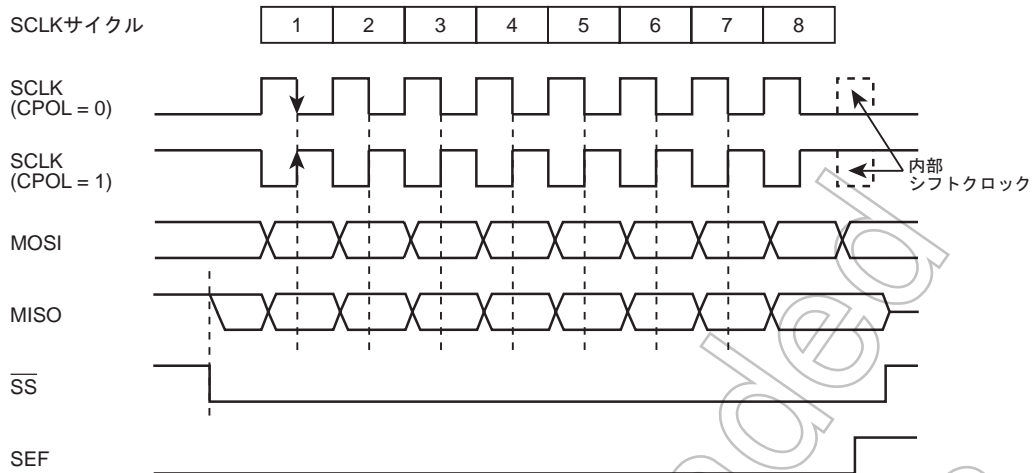 SCLKサイクル 1 2 3 4 5 6 7 8
SCLK
(CPOL = 0)
SCLK
(CPOL = 1)
内部
シフトクロック
MOSI
MISO
SS
SEF